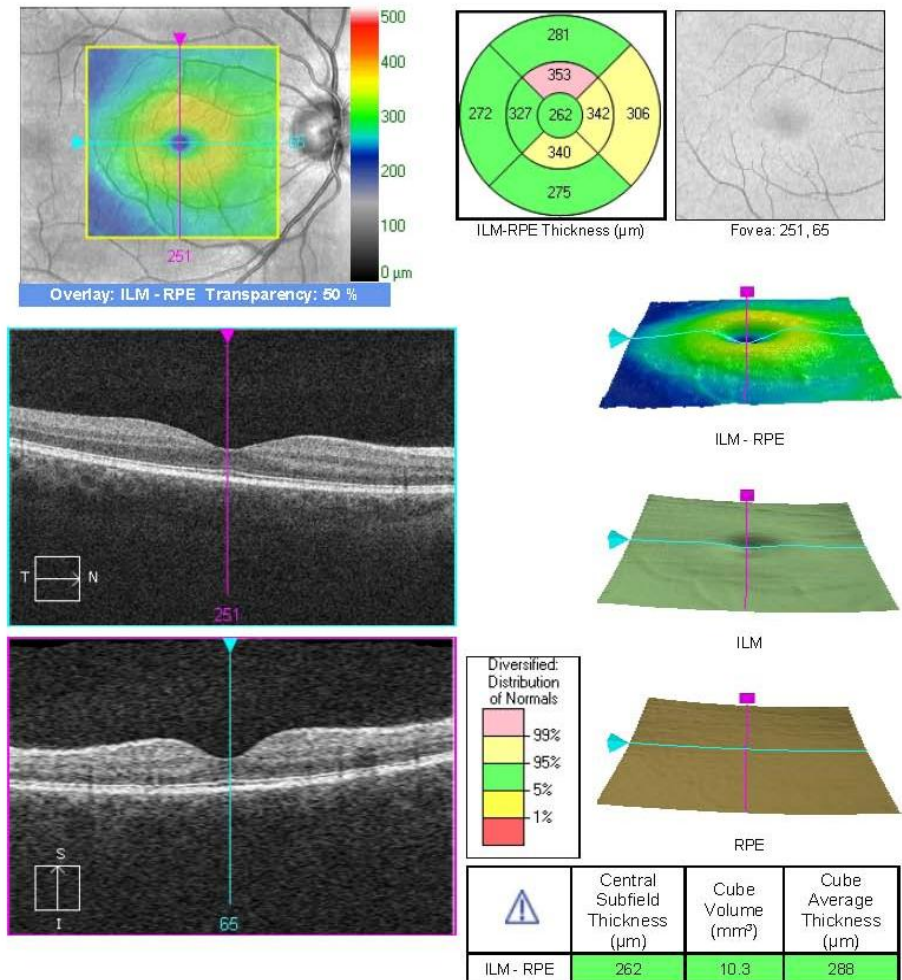 500
400
300
200
100
0 µm
251
Overlay: ILM - RPE Transparency: 50 %
281
353
272
327
262
342
306
340
275
ILM-RPE Thickness (µm)
Fovea: 251, 65
ILM - RPE
T
N
251
ILM
S
I
65
Diversified:
Distribution
of Normals
99%
95%
5%
1%
RPE
Central
Subfield
Thickness
(µm)
Cube
Volume
(mm³)
Cube
Average
Thickness
(µm)
ILM - RPE
262
10.3
288